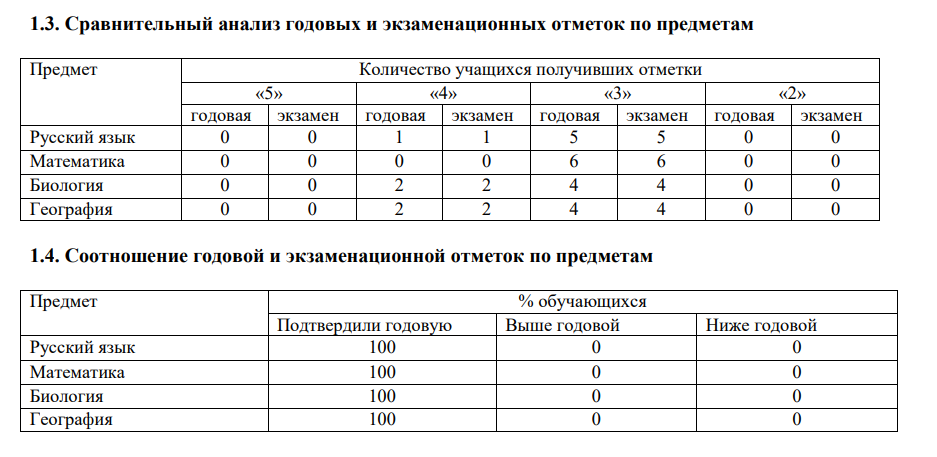 1.3. Сравнительный анализ годовых и экзаменационных отметок по предметам
Предмет Количество учащихся получивших отметки
«5» «4» «3» «2»
годовая экзамен годовая экзамен годовая экзамен годовая экзамен
Русский язык 0 0 1 1 5 5 0 0
Математика 0 0 0 0 6 6 0 0
Биология 0 0 2 2 4 4 0 0
География 0 0 2 2 4 4 0 0
1.4. Соотношение годовой и экзаменационной отметок по предметам
Предмет % обучающихся
Подтвердили годовую Выше годовой Ниже годовой
Русский язык 100 0 0
Математика 100 0 0
Биология 100 0 0
География 100 0 0